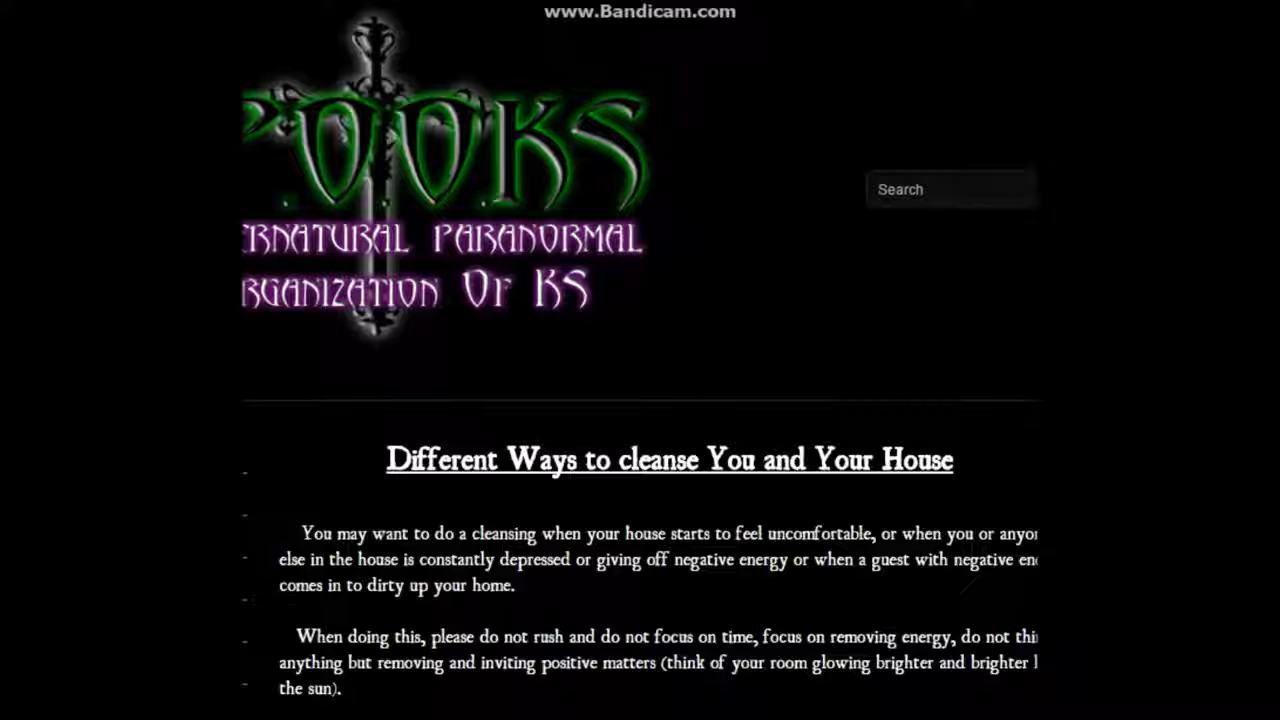 www.Bandicam.com
P.O.O.KS
ERNATURAL PARANORMAL
RGANIZATION OF KS
Search
Different Ways to cleanse You and Your House
You may want to do a cleansing when your house starts to feel uncomfortable, or when you or anyo
else in the house is constantly depressed or giving off negative energy or when a guest with negative en
comes in to dirty up your home.
When doing this, please do not rush and do not focus on time, focus on removing energy, do not thi
anything but removing and inviting positive matters (think of your room glowing brighter and brighter l
the sun).